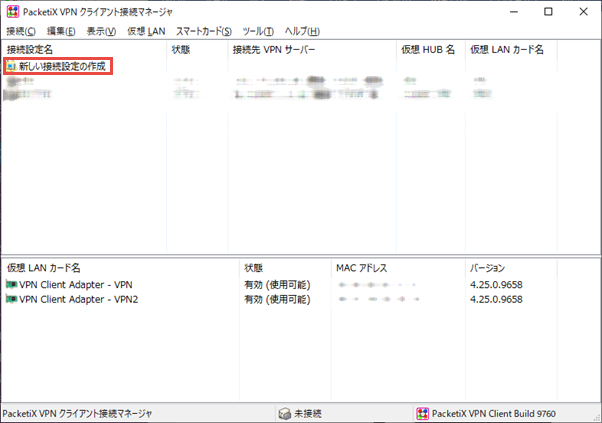 PacketiX VPN クライアント接続マネージャ
接続(C) 編集(E) 表示(V) 仮想 LAN スマートカード(S) ツール(T) ヘルプ(H)
接続設定名 状態 接続先 VPN サーバー 仮想 HUB 名 仮想 LAN カード名
新しい接続設定の作成
仮想 LAN カード名 状態 MAC アドレス バージョン
VPN Client Adapter - VPN 有効 (使用可能) 4.25.0.9658
VPN Client Adapter - VPN2 有効 (使用可能) 4.25.0.9658
PacketiX VPN クライアント接続マネージャ 未接続 PacketiX VPN Client Build 9760